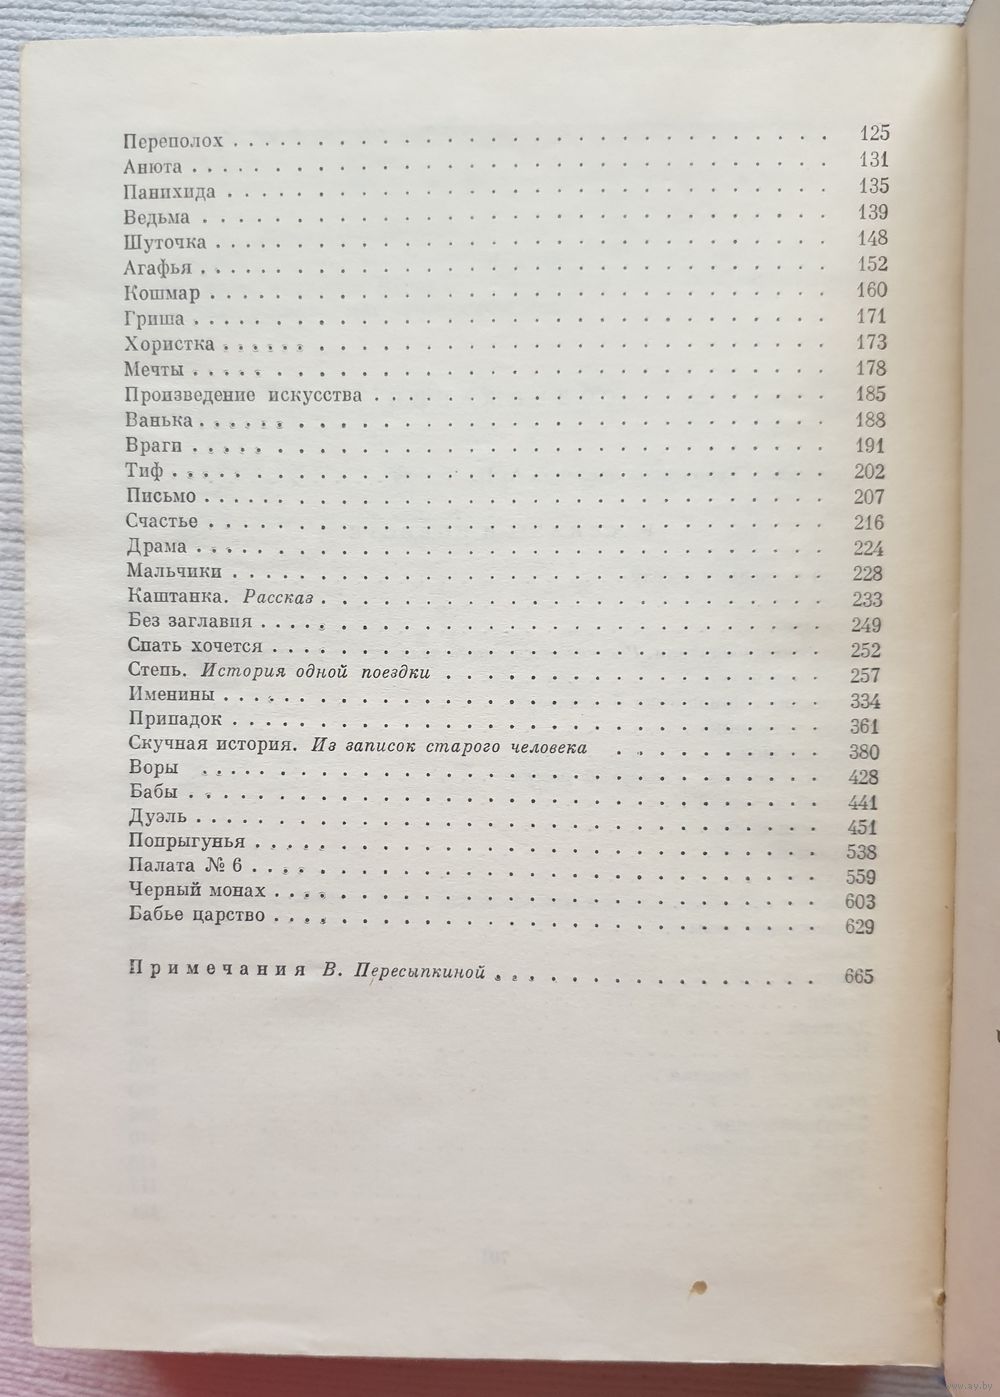 Переполох . . . . . . . . . . . . . . . . . . . . . . . . . . . . 125
Анюта . . . . . . . . . . . . . . . . . . . . . . . . . . . . 131
Панихида . . . . . . . . . . . . . . . . . . . . . . . . . . . . 135
Ведьма . . . . . . . . . . . . . . . . . . . . . . . . . . . . 139
Шуточка . . . . . . . . . . . . . . . . . . . . . . . . . . . . 148
Агафья . . . . . . . . . . . . . . . . . . . . . . . . . . . . 152
Кошмар . . . . . . . . . . . . . . . . . . . . . . . . . . . . 160
Гриша . . . . . . . . . . . . . . . . . . . . . . . . . . . . 171
Хористка . . . . . . . . . . . . . . . . . . . . . . . . . . . . 173
Мечты . . . . . . . . . . . . . . . . . . . . . . . . . . . . 178
Произведение искусства . . . . . . . . . . . . . . . . . . . . . 185
Ванька . . . . . . . . . . . . . . . . . . . . . . . . . . . . 188
Враги . . . . . . . . . . . . . . . . . . . . . . . . . . . . 191
Тиф . . . . . . . . . . . . . . . . . . . . . . . . . . . . 202
Письмо . . . . . . . . . . . . . . . . . . . . . . . . . . . . 207
Счастье . . . . . . . . . . . . . . . . . . . . . . . . . . . . 216
Драма . . . . . . . . . . . . . . . . . . . . . . . . . . . . 224
Мальчики . . . . . . . . . . . . . . . . . . . . . . . . . . . . 228
Каштанка. Рассказ . . . . . . . . . . . . . . . . . . . . . . . . 233
Без заглавия . . . . . . . . . . . . . . . . . . . . . . . . . . 249
Спать хочется . . . . . . . . . . . . . . . . . . . . . . . . . . 252
Степь. История одной поездки . . . . . . . . . . . . . . . . . 257
Именины . . . . . . . . . . . . . . . . . . . . . . . . . . . . 334
Припадок . . . . . . . . . . . . . . . . . . . . . . . . . . . . 361
Скучная история. Из записок старого человека . . . . . . . . . . 380
Воры . . . . . . . . . . . . . . . . . . . . . . . . . . . . 428
Бабы . . . . . . . . . . . . . . . . . . . . . . . . . . . . 441
Дуэль . . . . . . . . . . . . . . . . . . . . . . . . . . . . 451
Попрыгунья . . . . . . . . . . . . . . . . . . . . . . . . . . 538
Палата № 6 . . . . . . . . . . . . . . . . . . . . . . . . . . 559
Черный монах . . . . . . . . . . . . . . . . . . . . . . . . . . 603
Бабье царство . . . . . . . . . . . . . . . . . . . . . . . . . . 629
Примечания В. Пересыпкиной . . . . . . . . . . . . . . . . 665
www.ay.by